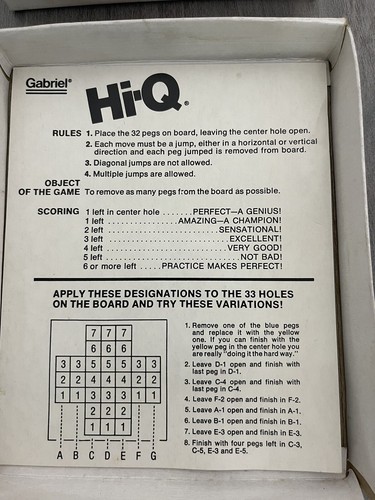 Gabriel®
Hi-Q®
RULES 1. Place the 32 pegs on board, leaving the center hole open.
2. Each move must be a jump, either in a horizontal or vertical
direction and each peg jumped is removed from board.
3. Diagonal jumps are not allowed.
4. Multiple jumps are allowed.
OBJECT
OF THE GAME To remove as many pegs from the board as possible.
SCORING 1 left in center hole .......PERFECT—A GENIUS!
1 left ..................AMAZING—A CHAMPION!
2 left ..........................SENSATIONAL!
3 left ............................EXCELLENT!
4 left ...........................VERY GOOD!
5 left .............................NOT BAD!
6 or more left .....PRACTICE MAKES PERFECT!
APPLY THESE DESIGNATIONS TO THE 33 HOLES
ON THE BOARD AND TRY THESE VARIATIONS!
7 7 7
6 6 6
3 3 5 5 5 3 3
2 2 4 4 4 2 2
1 1 3 3 3 1 1
2 2 2
1 1 1
A B C D E F G
1. Remove one of the blue pegs
and replace it with the yellow
one. If you can finish with the
yellow peg in the center hole you
are really "doing it the hard way."
2. Leave D-1 open and finish with
last peg in D-1.
3. Leave C-4 open and finish with
last peg in C-4.
4. Leave F-2 open and finish in F-2.
5. Leave A-1 open and finish in A-1.
6. Leave B-1 open and finish in B-1.
7. Leave E-3 open and finish in E-3.
8. Finish with four pegs left in C-3,
C-5, E-3 and E-5.